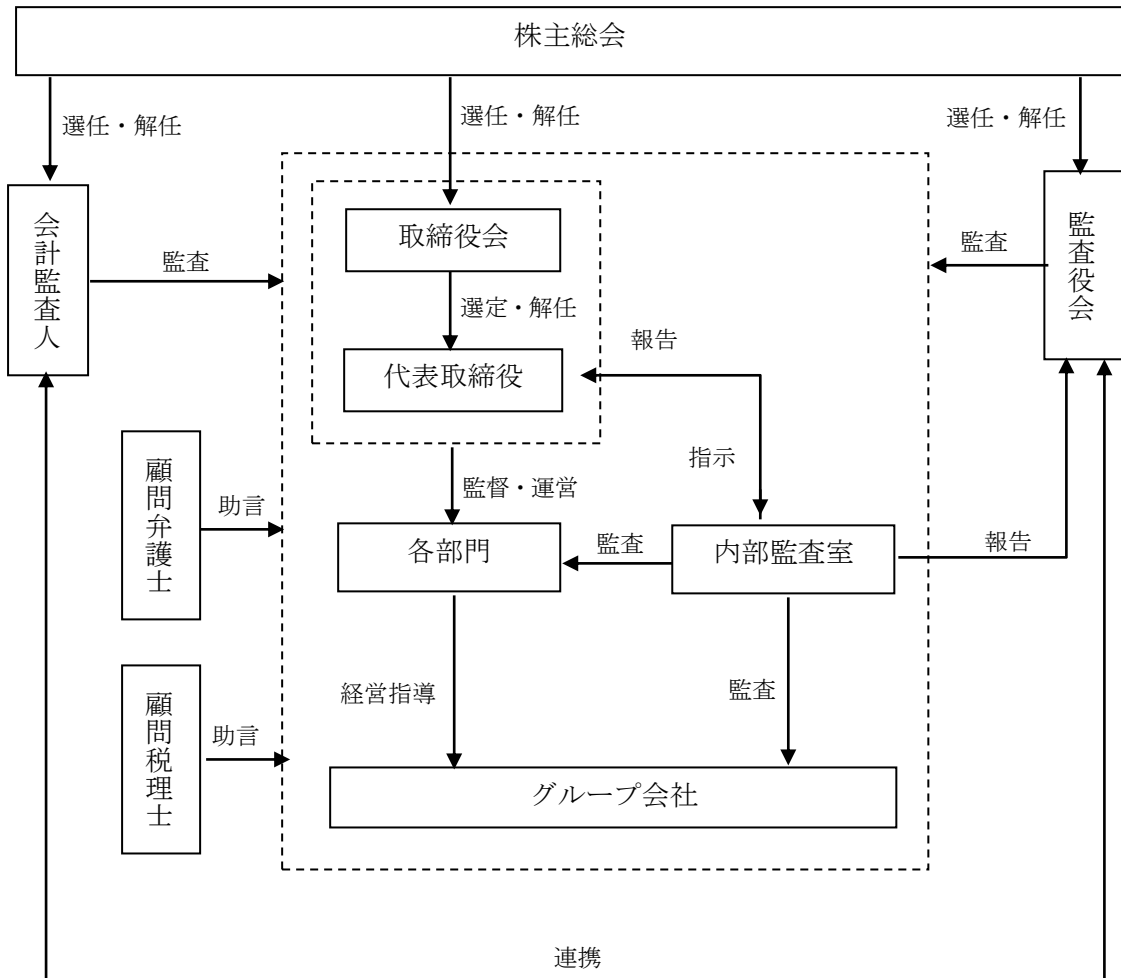 株主総会
選任・解任
選任・解任
選任・解任
会計監査人
監査
取締役会
選定・解任
代表取締役
報告
監査
監査役会
指示
監督・運営
顧問弁護士
助言
各部門
監査
内部監査室
報告
顧問税理士
助言
経営指導
監査
グループ会社
連携